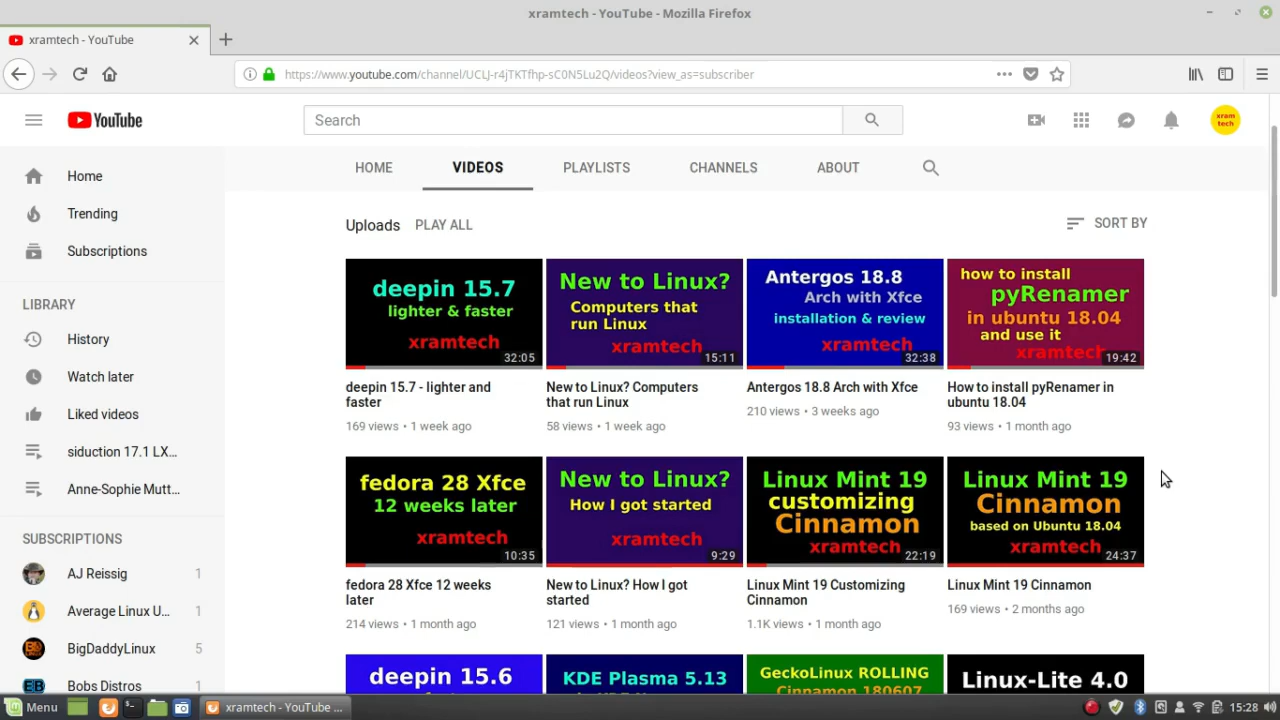 xramtech - YouTube - Mozilla Firefox
xramtech - YouTube
https://www.youtube.com/channel/UCLJ-r4jTKTfhp-sC0N5Lu2Q/videos?view_as=subscriber
YouTube
Search
xram
tech
HOME
VIDEOS
PLAYLISTS
CHANNELS
ABOUT
Home
Trending
Subscriptions
LIBRARY
History
Watch later
Liked videos
siduction 17.1 LX...
Anne-Sophie Mutt...
SUBSCRIPTIONS
AJ Reissig 1
Average Linux U... 1
BigDaddyLinux 5
Bobs Distros 1
Uploads PLAY ALL
SORT BY
deepin 15.7
lighter & faster
xramtech
32:05
deepin 15.7 - lighter and
faster
169 views • 1 week ago
New to Linux?
Computers that
run Linux
xramtech
15:11
New to Linux? Computers
that run Linux
58 views • 1 week ago
Antergos 18.8
Arch with Xfce
installation & review
xramtech
32:38
Antergos 18.8 Arch with Xfce
210 views • 3 weeks ago
how to install
pyRenamer
in ubuntu 18.04
and use it
xramtech
19:42
How to install pyRenamer in
ubuntu 18.04
93 views • 1 month ago
fedora 28 Xfce
12 weeks later
xramtech
10:35
fedora 28 Xfce 12 weeks
later
214 views • 1 month ago
New to Linux?
How I got started
xramtech
9:29
New to Linux? How I got
started
121 views • 1 month ago
Linux Mint 19
customizing
Cinnamon
xramtech
22:19
Linux Mint 19 Customizing
Cinnamon
1.1K views • 1 month ago
Linux Mint 19
Cinnamon
based on Ubuntu 18.04
xramtech
24:37
Linux Mint 19 Cinnamon
169 views • 2 months ago
deepin 15.6
KDE Plasma 5.13
GeckoLinux ROLLING
Cinnamon 180607
Linux-Lite 4.0
Menu
xramtech - YouTube ...
15:28